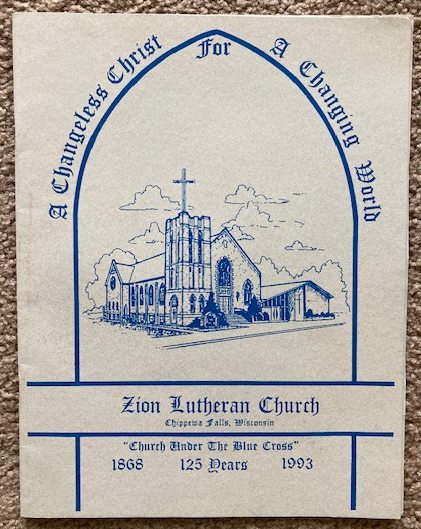 A Changeless Christ For A Changing World
Zion Lutheran Church
Chippewa Falls, Wisconsin
"Church Under The Blue Cross"
1868 125 Years 1993